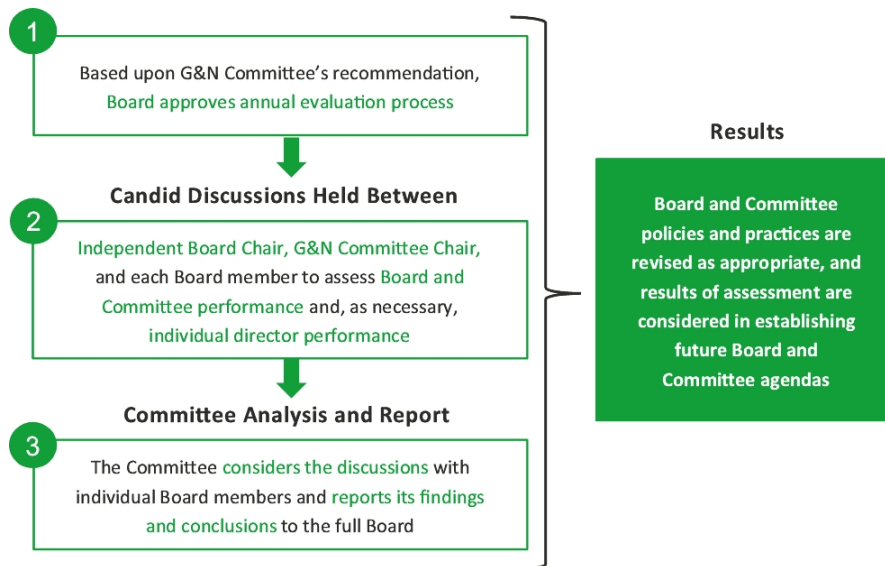 1
Based upon G&N Committee's recommendation,
Board approves annual evaluation process
Candid Discussions Held Between
2
Independent Board Chair, G&N Committee Chair,
and each Board member to assess Board and
Committee performance and, as necessary,
individual director performance
Committee Analysis and Report
3
The Committee considers the discussions with
individual Board members and reports its findings
and conclusions to the full Board
Results
Board and Committee
policies and practices are
revised as appropriate, and
results of assessment are
considered in establishing
future Board and
Committee agendas